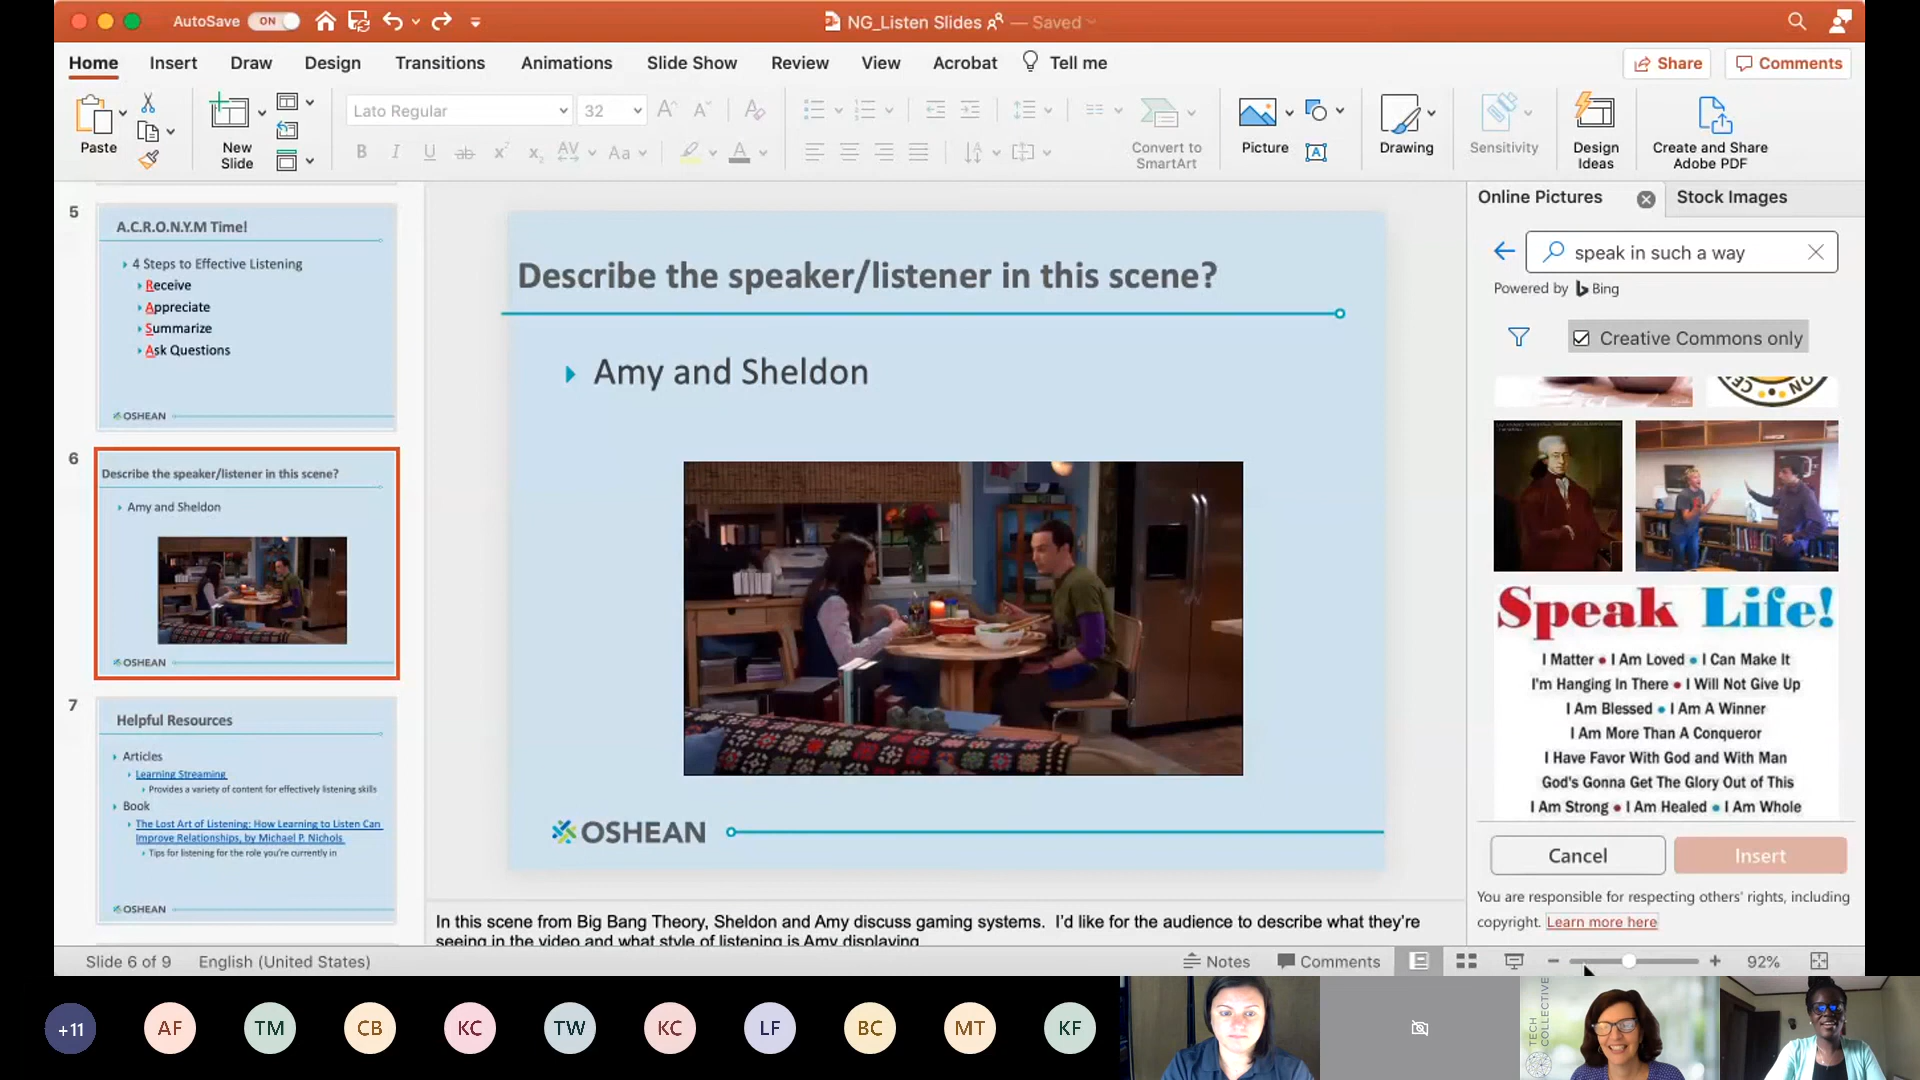 AutoSave ON NG_Listen Slides — Saved
Home Insert Draw Design Transitions Animations Slide Show Review View Acrobat Tell me Share Comments
Lato Regular 32
Paste New Slide B I U ab x² x₂ AV Aa A Convert to SmartArt Picture Drawing Sensitivity Design Ideas Create and Share Adobe PDF
5
A.C.R.O.N.Y.M Time!
4 Steps to Effective Listening
Receive
Appreciate
Summarize
Ask Questions
OSHEAN
6
Describe the speaker/listener in this scene?
Amy and Sheldon
OSHEAN
7
Helpful Resources
Articles
Learning Streaming
Provides a variety of content for effectively listening skills
Book
The Lost Art of Listening: How Learning to Listen Can
Improve Relationships, by Michael P. Nichols
Tips for listening for the role you're currently in
OSHEAN
Describe the speaker/listener in this scene?
Amy and Sheldon
OSHEAN
In this scene from Big Bang Theory, Sheldon and Amy discuss gaming systems. I'd like for the audience to describe what they're
seeing in the video and what style of listening is Amy displaying
Online Pictures Stock Images
speak in such a way
Powered by Bing
Creative Commons only
Speak Life!
I Matter • I Am Loved • I Can Make It
I'm Hanging In There • I Will Not Give Up
I Am Blessed • I Am A Winner
I Am More Than A Conqueror
I Have Favor With God and With Man
God's Gonna Get The Glory Out of This
I Am Strong • I Am Healed • I Am Whole
Cancel Insert
You are responsible for respecting others' rights, including
copyright. Learn more here
Slide 6 of 9 English (United States) Notes Comments 92%
+11 AF TM CB KC TW KC LF BC MT KF
TECH
COLLECTIVE